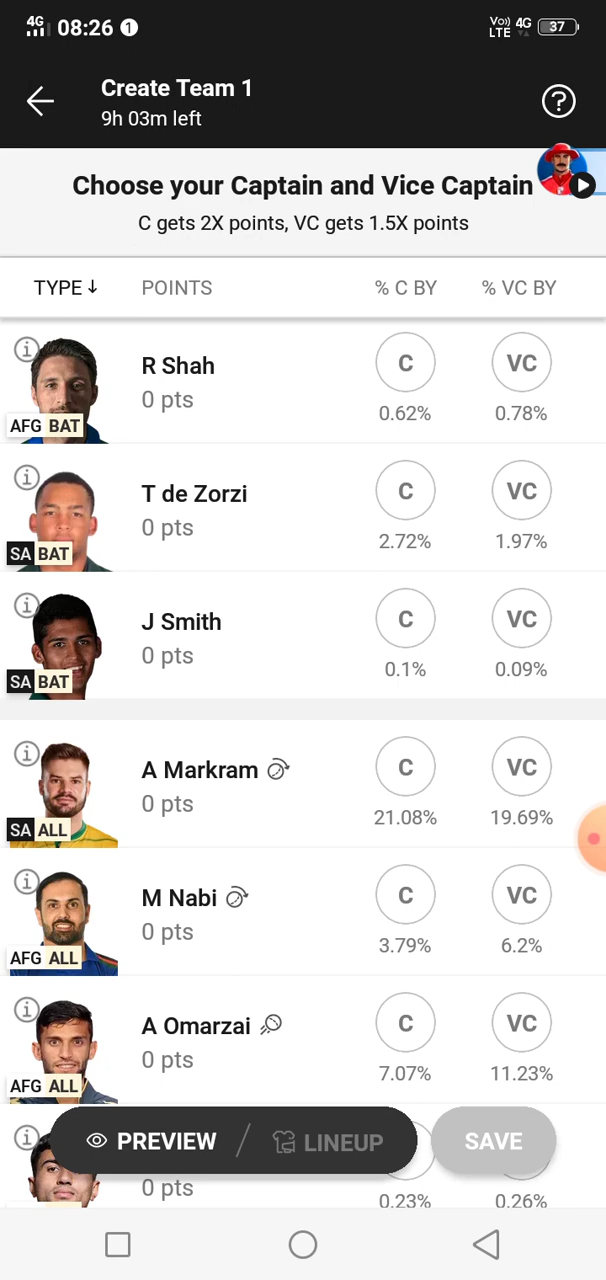 4G 08:26 1 Vo)) LTE 4G 37
Create Team 1
9h 03m left
?
Choose your Captain and Vice Captain
C gets 2X points, VC gets 1.5X points
TYPE ↓ POINTS % C BY % VC BY
R Shah C VC
0 pts 0.62% 0.78%
AFG BAT
T de Zorzi C VC
0 pts 2.72% 1.97%
SA BAT
J Smith C VC
0 pts 0.1% 0.09%
SA BAT
A Markram C VC
0 pts 21.08% 19.69%
SA ALL
M Nabi C VC
0 pts 3.79% 6.2%
AFG ALL
A Omarzai C VC
0 pts 7.07% 11.23%
AFG ALL
PREVIEW / LINEUP SAVE
0 pts 0.23% 0.26%